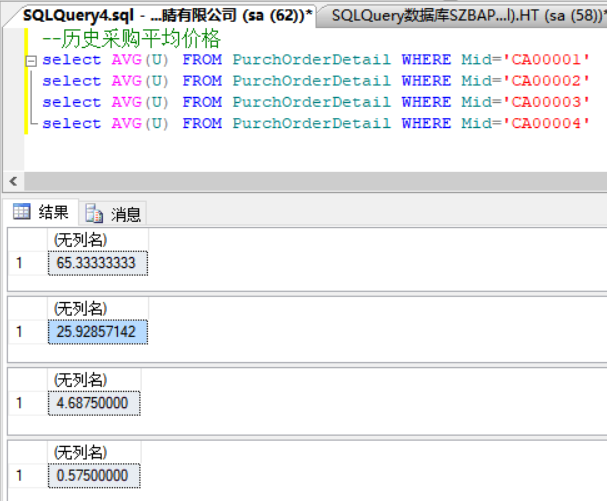 SQLQuery4.sql - ...睛有限公司 (sa (62))* SQLQuery数据库SZBAP...l).HT (sa (58))*
--历史采购平均价格
select AVG(U) FROM PurchOrderDetail WHERE Mid='CA00001'
select AVG(U) FROM PurchOrderDetail WHERE Mid='CA00002'
select AVG(U) FROM PurchOrderDetail WHERE Mid='CA00003'
select AVG(U) FROM PurchOrderDetail WHERE Mid='CA00004'
结果 消息
(无列名)
1 65.33333333
(无列名)
1 25.92857142
(无列名)
1 4.68750000
(无列名)
1 0.57500000